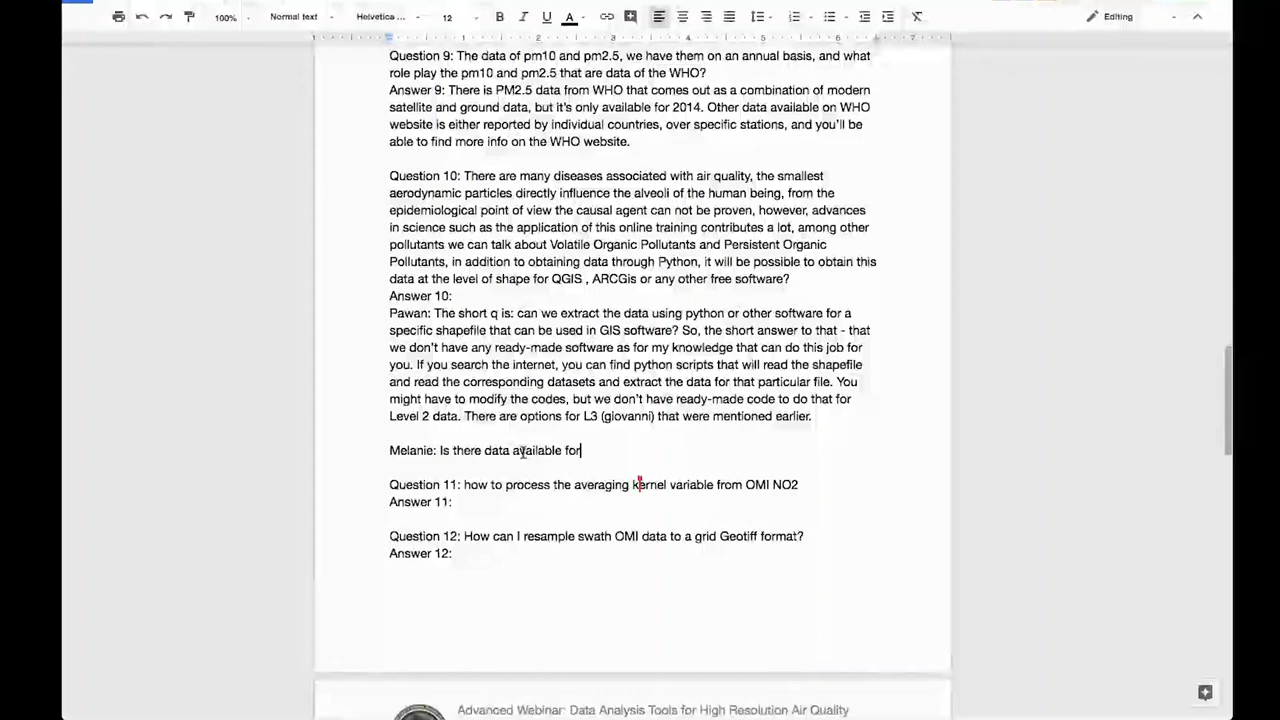 100% Normal text Helvetica ... 12 B I U A Editing
1 1 2 3 4 5 6 7
Question 9: The data of pm10 and pm2.5, we have them on an annual basis, and what
role play the pm10 and pm2.5 that are data of the WHO?
Answer 9: There is PM2.5 data from WHO that comes out as a combination of modern
satellite and ground data, but it's only available for 2014. Other data available on WHO
website is either reported by individual countries, over specific stations, and you'll be
able to find more info on the WHO website.
Question 10: There are many diseases associated with air quality, the smallest
aerodynamic particles directly influence the alveoli of the human being, from the
epidemiological point of view the causal agent can not be proven, however, advances
in science such as the application of this online training contributes a lot, among other
pollutants we can talk about Volatile Organic Pollutants and Persistent Organic
Pollutants, in addition to obtaining data through Python, it will be possible to obtain this
data at the level of shape for QGIS , ARCGis or any other free software?
Answer 10:
Pawan: The short q is: can we extract the data using python or other software for a
specific shapefile that can be used in GIS software? So, the short answer to that - that
we don't have any ready-made software as for my knowledge that can do this job for
you. If you search the internet, you can find python scripts that will read the shapefile
and read the corresponding datasets and extract the data for that particular file. You
might have to modify the codes, but we don't have ready-made code to do that for
Level 2 data. There are options for L3 (giovanni) that were mentioned earlier.
Melanie: Is there data available for
Question 11: how to process the averaging kernel variable from OMI NO2
Answer 11:
Question 12: How can I resample swath OMI data to a grid Geotiff format?
Answer 12:
Advanced Webinar: Data Analysis Tools for High Resolution Air Quality